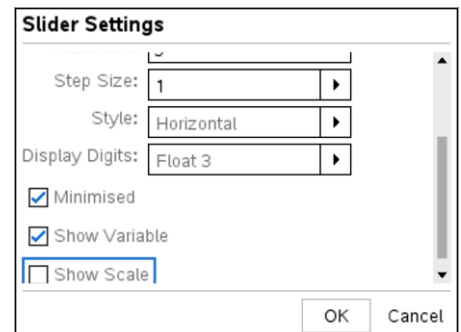 Slider Settings
Step Size: 1
Style: Horizontal
Display Digits: Float 3
Minimised
Show Variable
Show Scale
OK Cancel